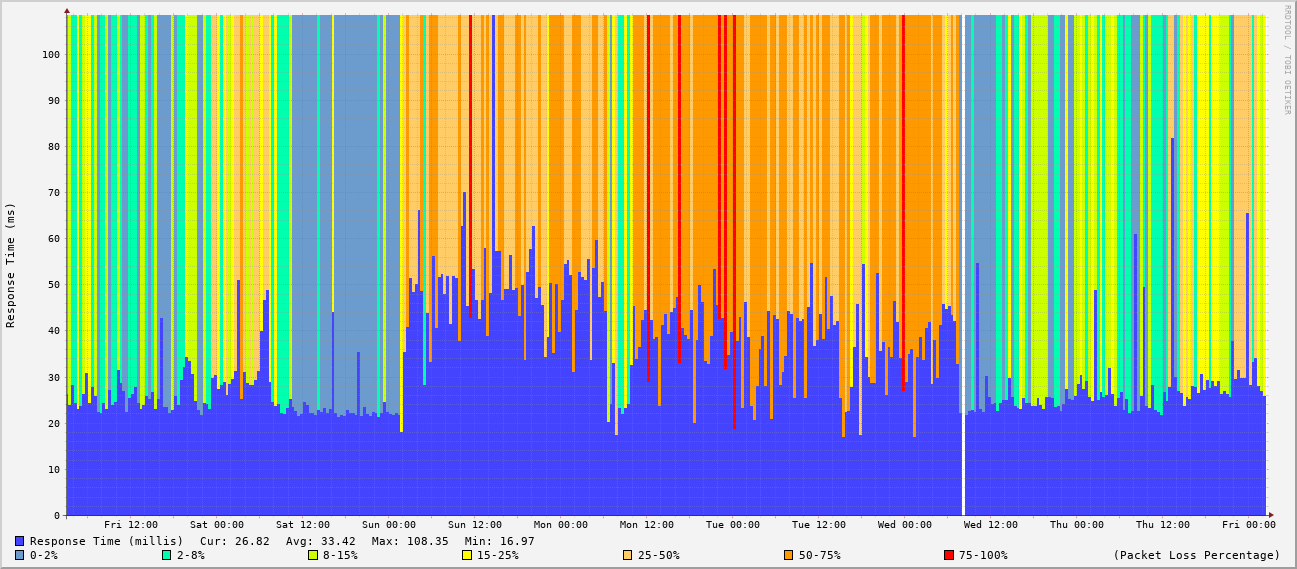 RRDTOOL / TOBI OETIKER
Response Time (ms)
100
90
80
70
60
50
40
30
20
10
0
Fri 12:00 Sat 00:00 Sat 12:00 Sun 00:00 Sun 12:00 Mon 00:00 Mon 12:00 Tue 00:00 Tue 12:00 Wed 00:00 Wed 12:00 Thu 00:00 Thu 12:00 Fri 00:00
Response Time (millis) Cur: 26.82 Avg: 33.42 Max: 108.35 Min: 16.97
0-2% 2-8% 8-15% 15-25% 25-50% 50-75% 75-100% (Packet Loss Percentage)